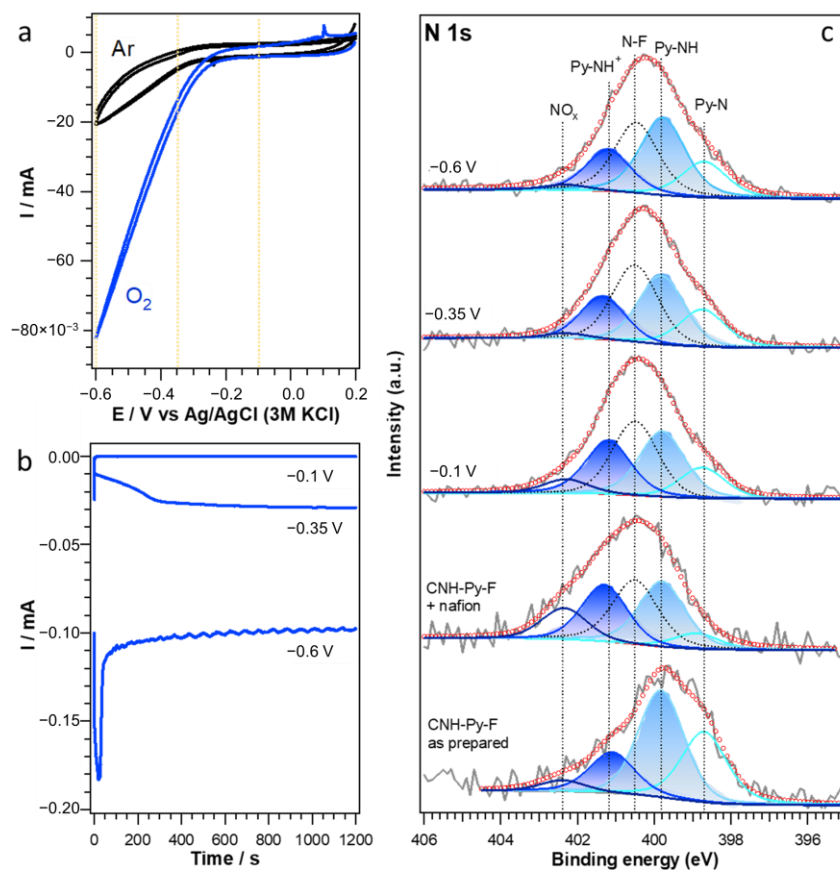 a
Ar
O₂
I / mA
0
−20
−40
−60
−80×10⁻³
−0.6
−0.4
−0.2
0.0
0.2
E / V vs Ag/AgCl (3M KCl)
b
I / mA
0.00
−0.05
−0.10
−0.15
−0.20
−0.1 V
−0.35 V
−0.6 V
0
400
800
1200
Time / s
N 1s
c
NOₓ
Py-NH⁺
N-F
Py-NH
Py-N
−0.6 V
−0.35 V
−0.1 V
CNH-Py-F
+ nafion
CNH-Py-F
as prepared
Intensity (a.u.)
406
404
402
400
398
396
Binding energy (eV)